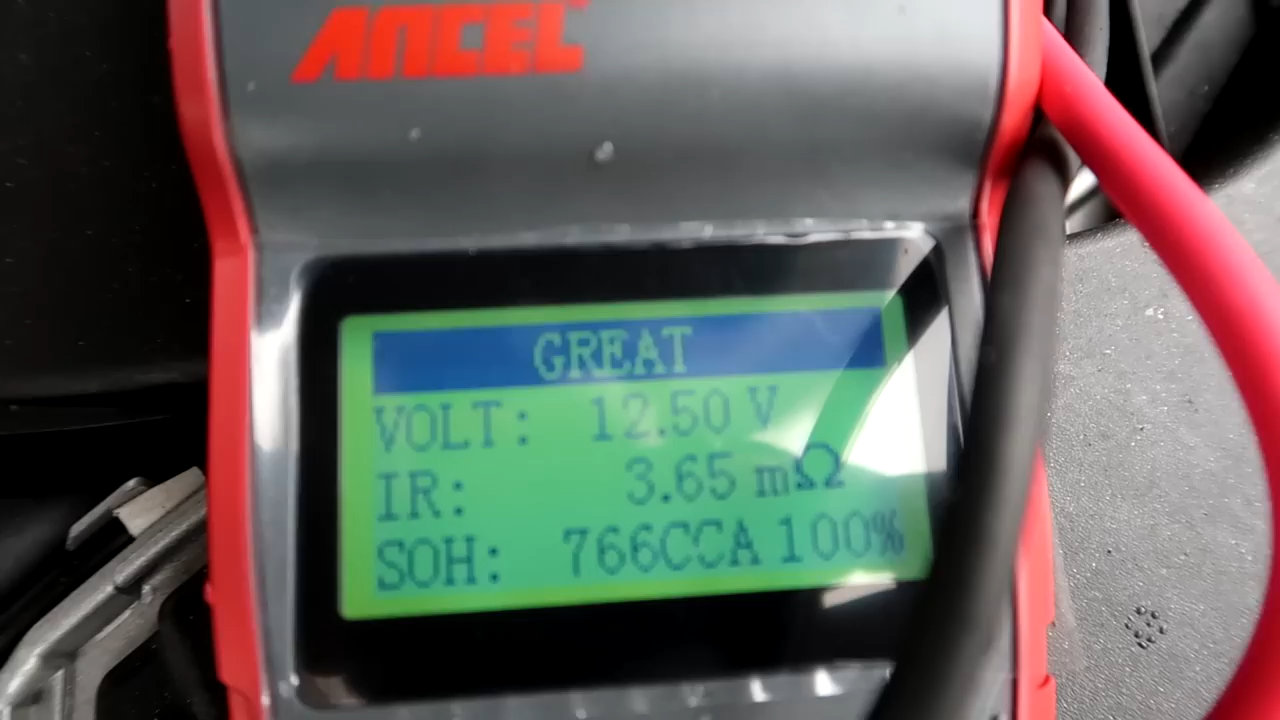 ANCEL
GREAT
VOLT: 12.50 V
IR: 3.65 mΩ
SOH: 766CCA 100%